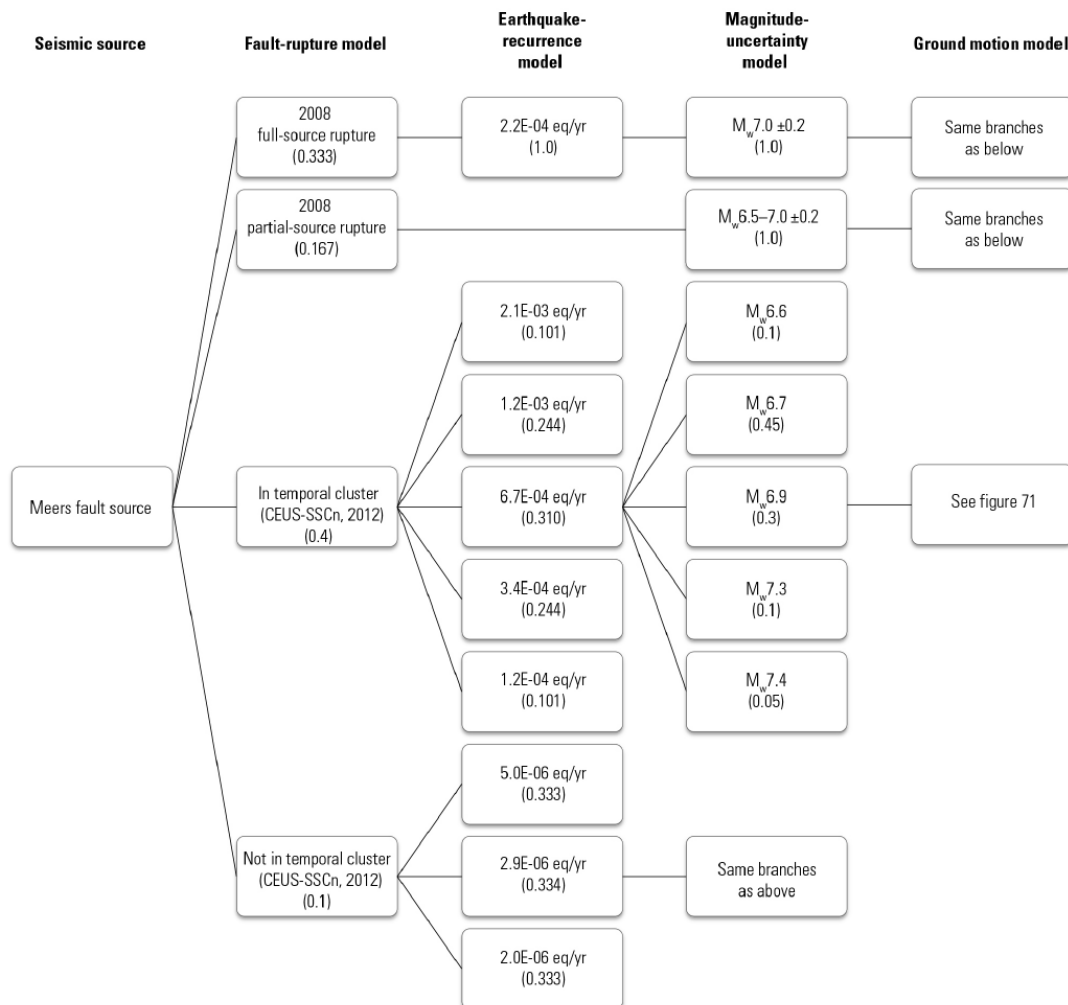 Seismic source
Fault-rupture model
Earthquake-
recurrence
model
Magnitude-
uncertainty
model
Ground motion model
2008
full-source rupture
(0.333)
2.2E-04 eq/yr
(1.0)
Mw7.0 ±0.2
(1.0)
Same branches
as below
2008
partial-source rupture
(0.167)
Mw6.5–7.0 ±0.2
(1.0)
Same branches
as below
2.1E-03 eq/yr
(0.101)
Mw6.6
(0.1)
1.2E-03 eq/yr
(0.244)
Mw6.7
(0.45)
Meers fault source
In temporal cluster
(CEUS-SSCn, 2012)
(0.4)
6.7E-04 eq/yr
(0.310)
Mw6.9
(0.3)
See figure 71
3.4E-04 eq/yr
(0.244)
Mw7.3
(0.1)
1.2E-04 eq/yr
(0.101)
Mw7.4
(0.05)
5.0E-06 eq/yr
(0.333)
Not in temporal cluster
(CEUS-SSCn, 2012)
(0.1)
2.9E-06 eq/yr
(0.334)
Same branches
as above
2.0E-06 eq/yr
(0.333)